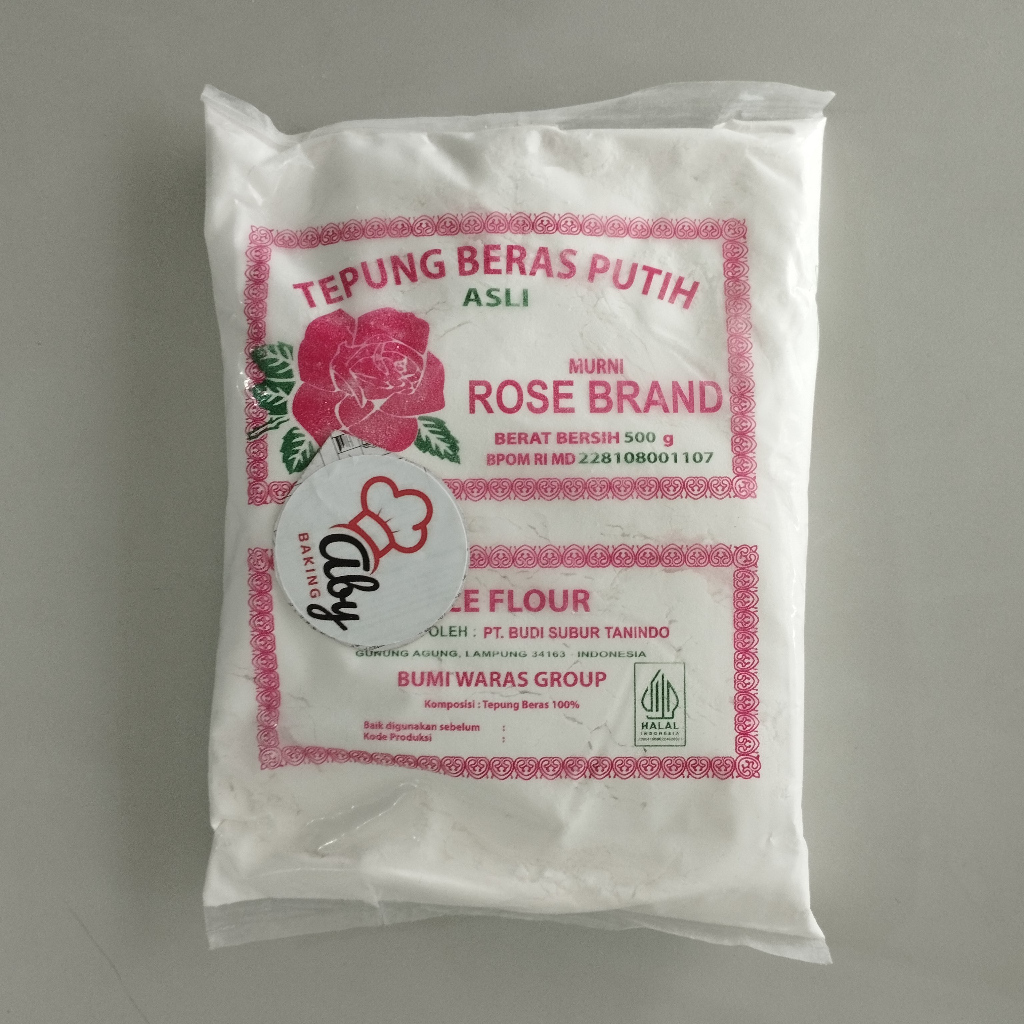 TEPUNG BERAS PUTIH
ASLI
MURNI
ROSE BRAND
BERAT BERSIH 500 g
BPOM RI MD 228108001107
aby
BAKING
FLOUR
OLEH : PT. BUDI SUBUR TANINDO
GUNUNG AGUNG, LAMPUNG 34163 - INDONESIA
BUMI WARAS GROUP
Komposisi : Tepung Beras 100%
Baik digunakan sebelum :
Kode Produksi :
HALAL
INDONESIA